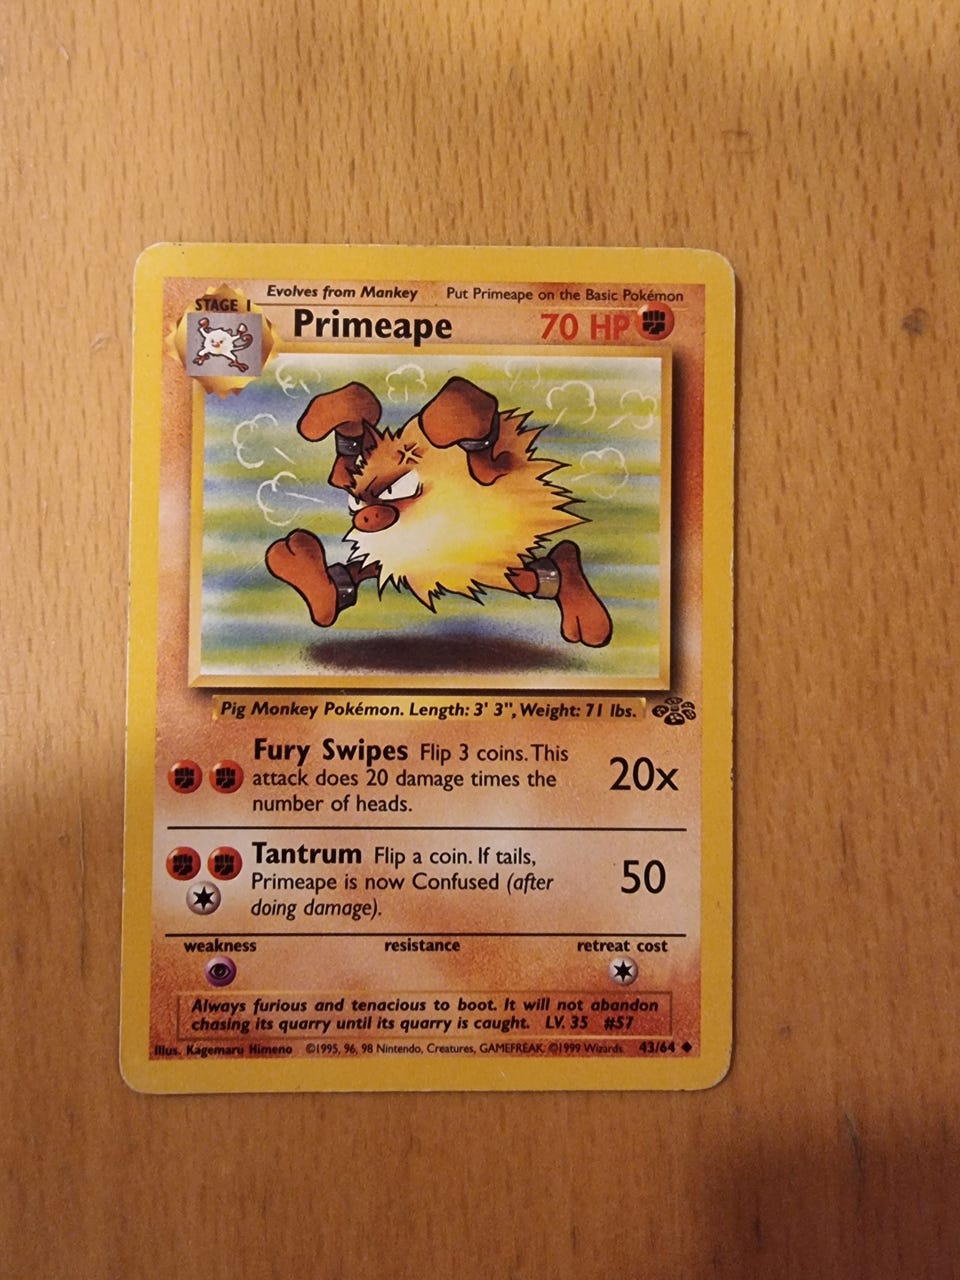 Evolves from Mankey Put Primeape on the Basic Pokémon
STAGE 1
Primeape 70 HP
Pig Monkey Pokémon. Length: 3' 3", Weight: 71 lbs.
Fury Swipes Flip 3 coins. This
attack does 20 damage times the
number of heads.
20x
Tantrum Flip a coin. If tails,
Primeape is now Confused (after
doing damage).
50
weakness resistance retreat cost
Always furious and tenacious to boot. It will not abandon
chasing its quarry until its quarry is caught. LV. 35 #57
Illus. Kagemaru Himeno ©1995, 96, 98 Nintendo, Creatures, GAMEFREAK. ©1999 Wizards. 43/64